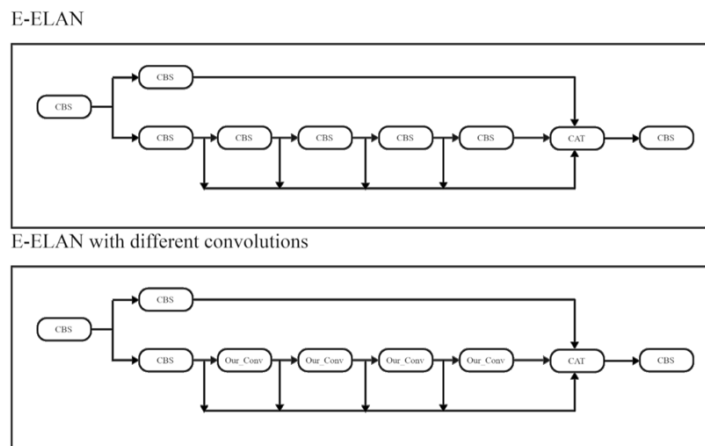 E-ELAN
CBS
CBS
CBS CBS CBS CBS CBS CAT CBS
E-ELAN with different convolutions
CBS
CBS
CBS Our_Conv Our_Conv Our_Conv Our_Conv CAT CBS